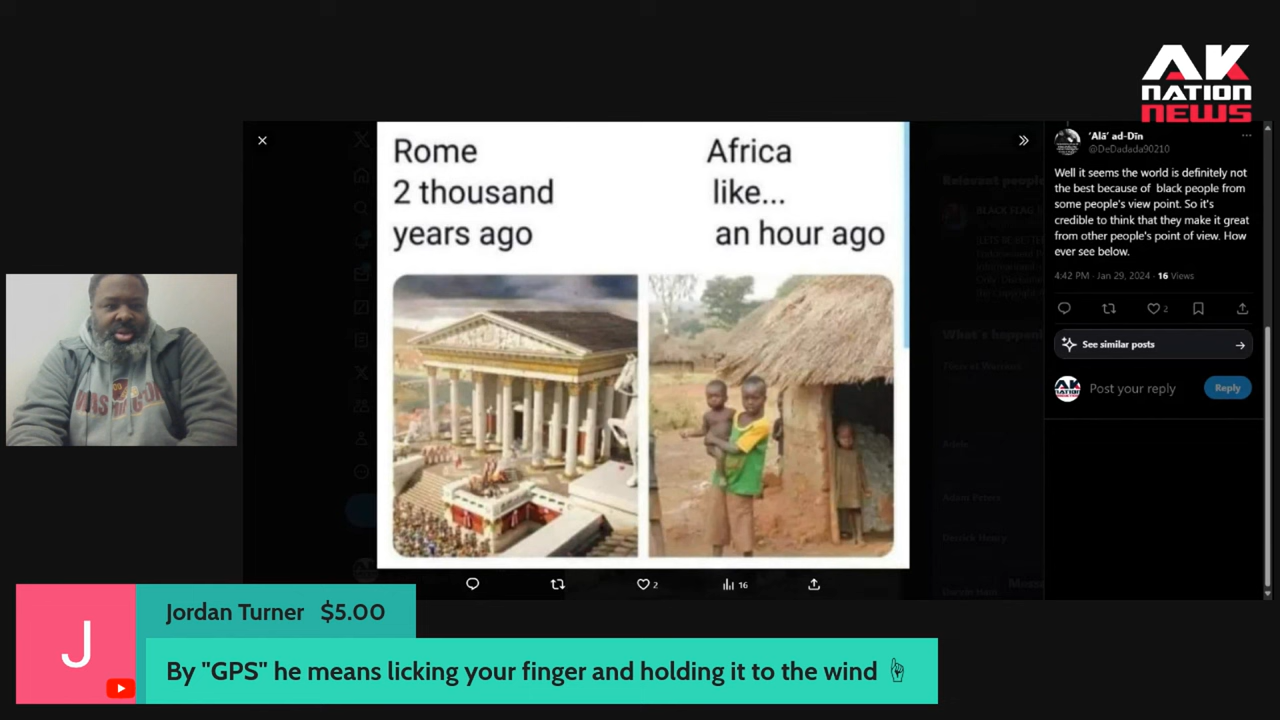 AK
NATION
NEWS
Rome
2 thousand
years ago
Africa
like...
an hour ago
'Alā' ad-Dīn
@DeDadada90210
Well it seems the world is definitely not
the best because of black people from
some people's view point. So it's
credible to think that they make it great
from other people's point of view. How
ever see below.
4:42 PM · Jan 29, 2024 · 16 Views
2
See similar posts
Post your reply
Reply
2
16
J
Jordan Turner $5.00
By "GPS" he means licking your finger and holding it to the wind